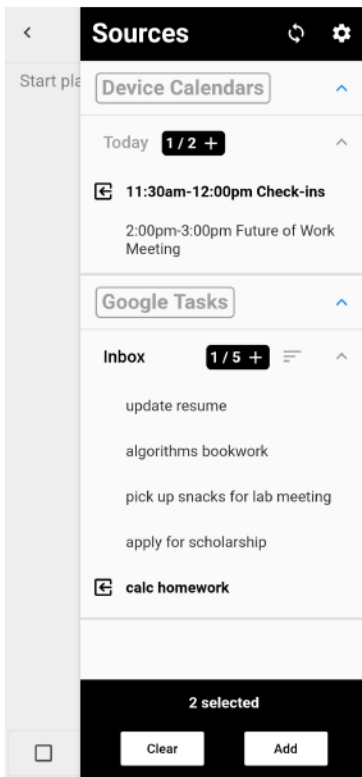 Sources
Start pla
Device Calendars
Today 1 / 2 +
11:30am-12:00pm Check-ins
2:00pm-3:00pm Future of Work
Meeting
Google Tasks
Inbox 1 / 5 +
update resume
algorithms bookwork
pick up snacks for lab meeting
apply for scholarship
calc homework
2 selected
Clear Add